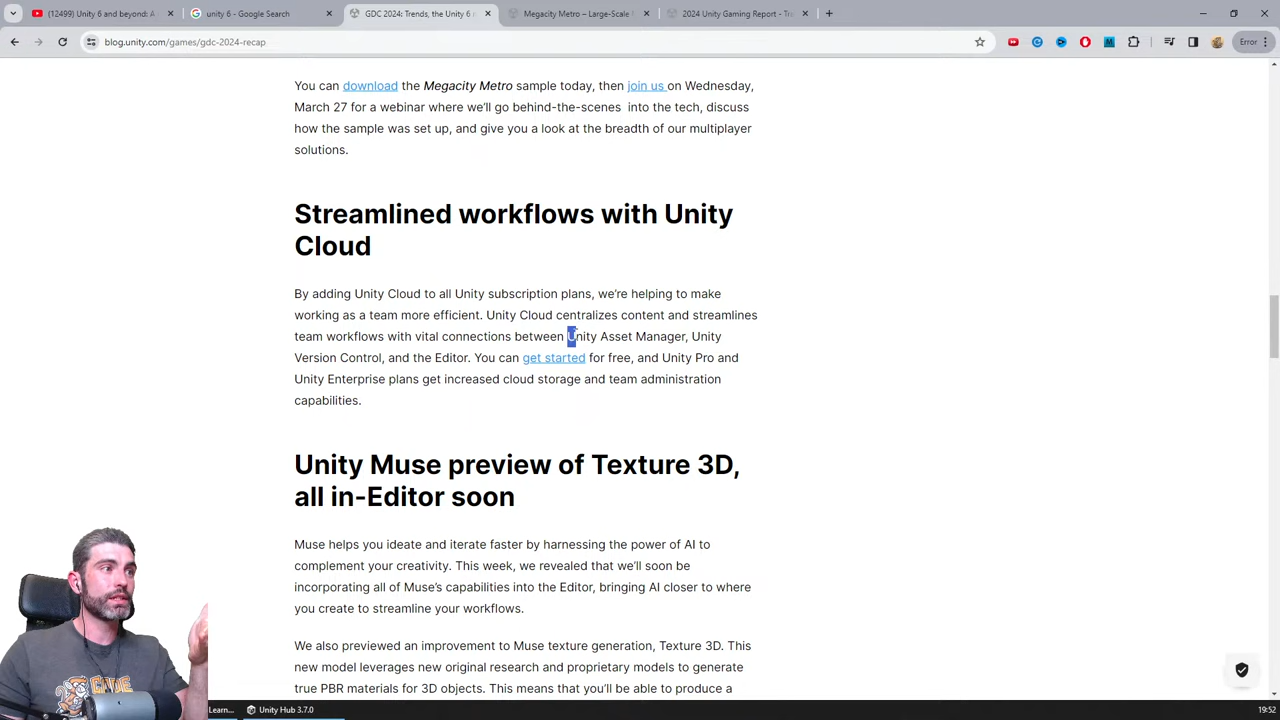 (12499) Unity 6 and beyond: A
unity 6 - Google Search
GDC 2024: Trends, the Unity 6
Megacity Metro – Large-Scale
2024 Unity Gaming Report - Tr
blog.unity.com/games/gdc-2024-recap
Error
You can download the Megacity Metro sample today, then join us on Wednesday,
March 27 for a webinar where we'll go behind-the-scenes into the tech, discuss
how the sample was set up, and give you a look at the breadth of our multiplayer
solutions.
Streamlined workflows with Unity
Cloud
By adding Unity Cloud to all Unity subscription plans, we're helping to make
working as a team more efficient. Unity Cloud centralizes content and streamlines
team workflows with vital connections between Unity Asset Manager, Unity
Version Control, and the Editor. You can get started for free, and Unity Pro and
Unity Enterprise plans get increased cloud storage and team administration
capabilities.
Unity Muse preview of Texture 3D,
all in-Editor soon
Muse helps you ideate and iterate faster by harnessing the power of AI to
complement your creativity. This week, we revealed that we'll soon be
incorporating all of Muse's capabilities into the Editor, bringing AI closer to where
you create to streamline your workflows.
We also previewed an improvement to Muse texture generation, Texture 3D. This
new model leverages new original research and proprietary models to generate
true PBR materials for 3D objects. This means that you'll be able to produce a
CODE
Learn...
Unity Hub 3.7.0
19:52